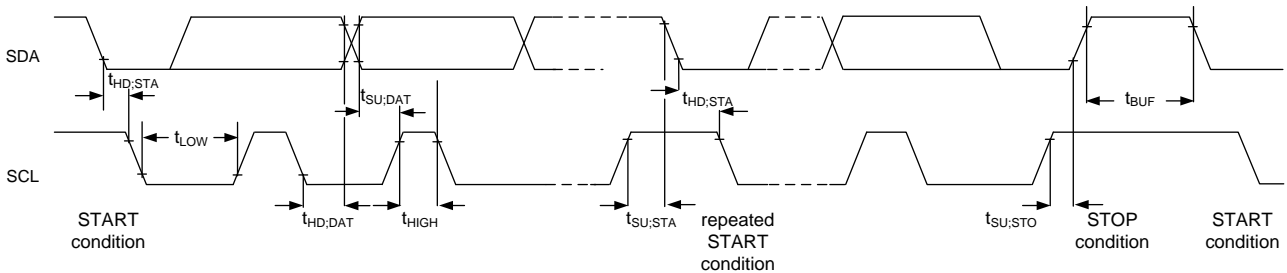 SDA
tHD;STA
tSU;DAT
tHD;STA
tBUF
tLOW
SCL
tHD;DAT
tHIGH
tSU;STA
tSU;STO
START
condition
repeated
START
condition
STOP
condition
START
condition